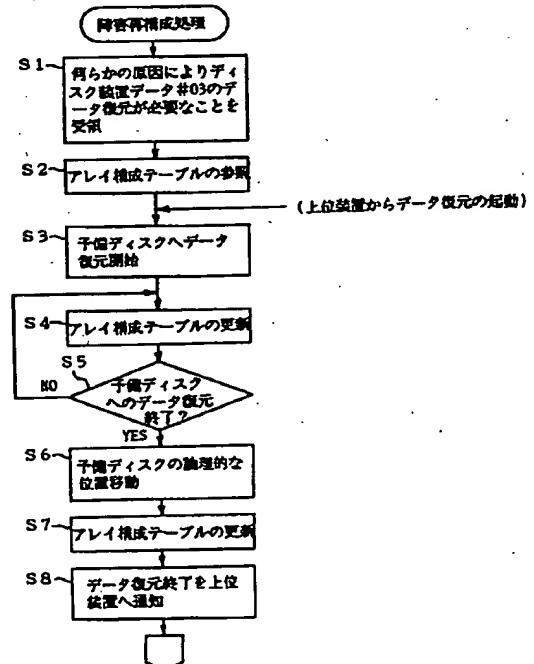 障害再構成処理
S1
何らかの原因によりディ
スク装置データ#03のデ
ータ復元が必要なことを
受領
S2
アレイ構成テーブルの参照
(上位装置からデータ復元の起動)
S3
予備ディスクへデータ
復元開始
S4
アレイ構成テーブルの更新
S5
予備ディスク
へのデータ復元
終了?
NO
YES
S6
予備ディスクの論理的な
位置移動
S7
アレイ構成テーブルの更新
S8
データ復元終了を上位
装置へ通知